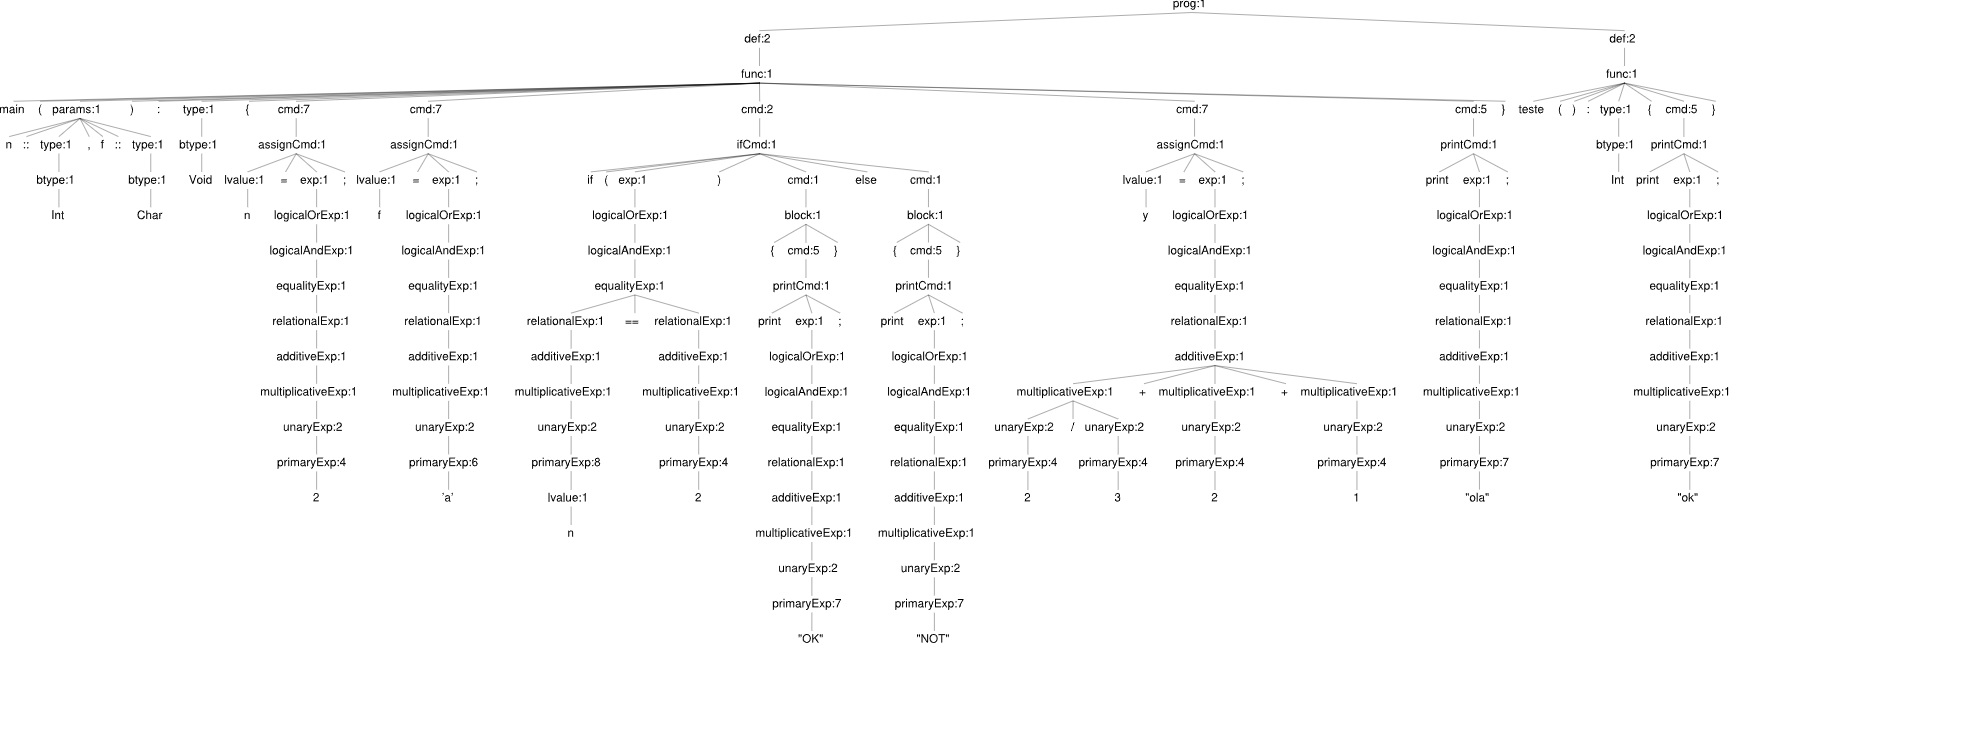 prog:1
def:2 def:2
func:1 func:1
main ( params:1 ) : type:1 { cmd:7 cmd:7 cmd:2 cmd:7 cmd:5 } teste ( ) : type:1 { cmd:5 }
n :: type:1 , f :: type:1 btype:1 assignCmd:1 assignCmd:1 ifCmd:1 assignCmd:1 printCmd:1 btype:1 printCmd:1
btype:1 btype:1 Void lvalue:1 = exp:1 ; lvalue:1 = exp:1 ; if ( exp:1 ) cmd:1 else cmd:1 lvalue:1 = exp:1 ; print exp:1 ; Int print exp:1 ;
Int Char n logicalOrExp:1 f logicalOrExp:1 logicalOrExp:1 block:1 block:1 y logicalOrExp:1 logicalOrExp:1 logicalOrExp:1
logicalAndExp:1 logicalAndExp:1 logicalAndExp:1 { cmd:5 } { cmd:5 } logicalAndExp:1 logicalAndExp:1 logicalAndExp:1
equalityExp:1 equalityExp:1 equalityExp:1 printCmd:1 printCmd:1 equalityExp:1 equalityExp:1 equalityExp:1
relationalExp:1 relationalExp:1 relationalExp:1 == relationalExp:1 print exp:1 ; print exp:1 ; relationalExp:1 relationalExp:1 relationalExp:1
additiveExp:1 additiveExp:1 additiveExp:1 additiveExp:1 logicalOrExp:1 logicalOrExp:1 additiveExp:1 additiveExp:1 additiveExp:1
multiplicativeExp:1 multiplicativeExp:1 multiplicativeExp:1 multiplicativeExp:1 logicalAndExp:1 logicalAndExp:1 multiplicativeExp:1 + multiplicativeExp:1 + multiplicativeExp:1 multiplicativeExp:1 multiplicativeExp:1
unaryExp:2 unaryExp:2 unaryExp:2 unaryExp:2 equalityExp:1 equalityExp:1 unaryExp:2 / unaryExp:2 unaryExp:2 unaryExp:2 unaryExp:2 unaryExp:2
primaryExp:4 primaryExp:6 primaryExp:8 primaryExp:4 relationalExp:1 relationalExp:1 primaryExp:4 primaryExp:4 primaryExp:4 primaryExp:4 primaryExp:7 primaryExp:7
2 'a' lvalue:1 2 additiveExp:1 additiveExp:1 2 3 2 1 "ola" "ok"
n multiplicativeExp:1 multiplicativeExp:1
unaryExp:2 unaryExp:2
primaryExp:7 primaryExp:7
"OK" "NOT"